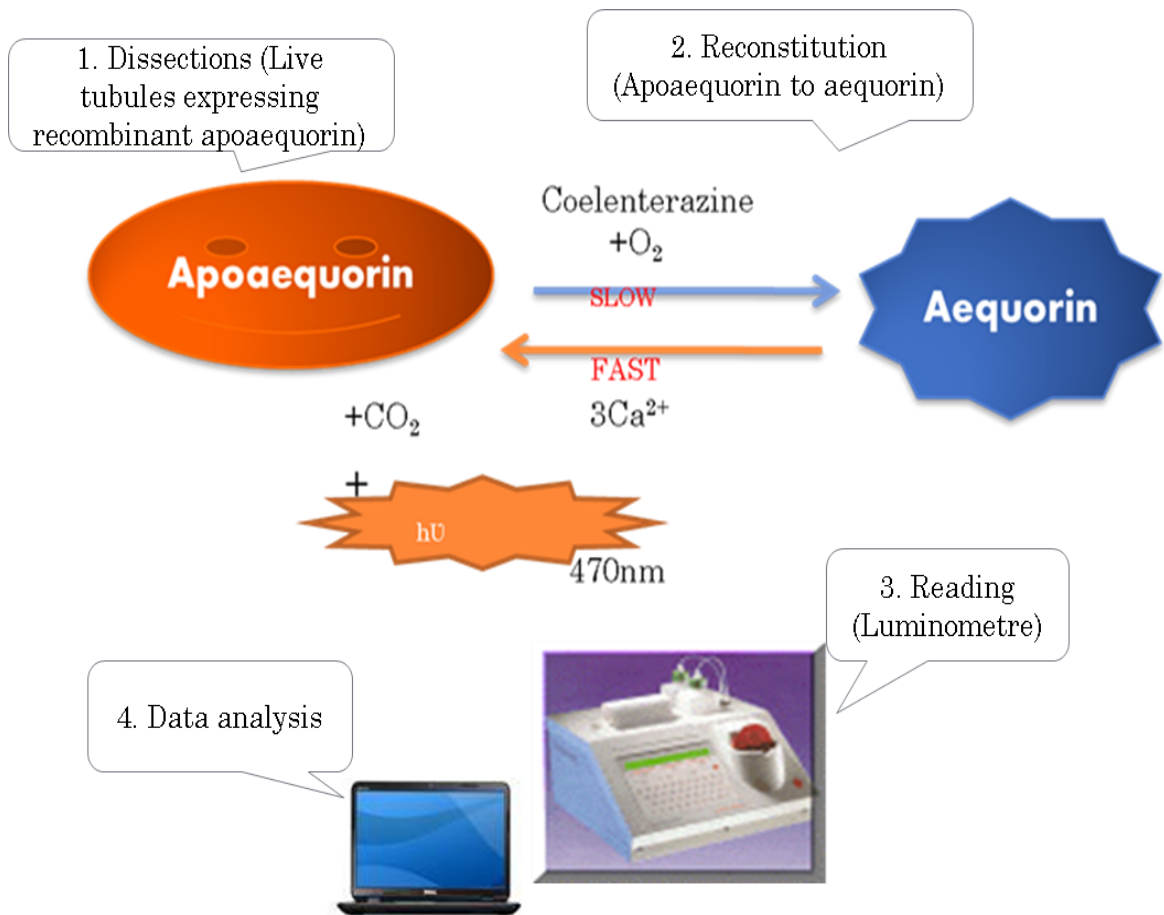 1. Dissections (Live
tubules expressing
recombinant apoaequorin)
2. Reconstitution
(Apoaequorin to aequorin)
Coelenterazine
+O₂
Apoaequorin
SLOW
Aequorin
FAST
+CO₂
3Ca²⁺
+
hʋ
470nm
3. Reading
(Luminometre)
4. Data analysis